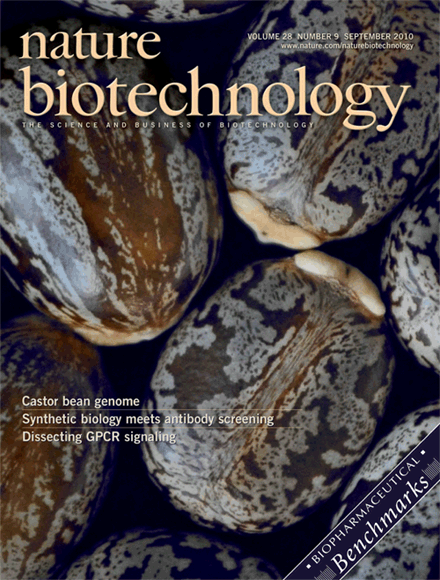 nature
VOLUME 28 NUMBER 9 SEPTEMBER 2010
www.nature.com/naturebiotechnology
biotechnology
THE SCIENCE AND BUSINESS OF BIOTECHNOLOGY
Castor bean genome
Synthetic biology meets antibody screening
Dissecting GPCR signaling
• BIOPHARMACEUTICAL •
Benchmarks